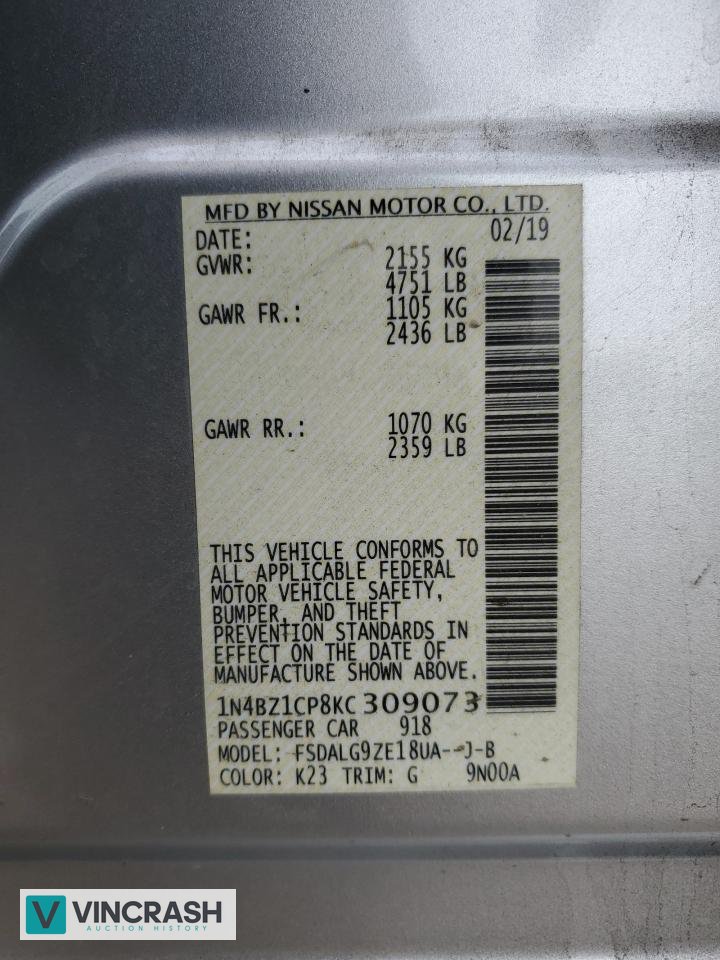 MFD BY NISSAN MOTOR CO., LTD.
DATE: 02/19
GVWR: 2155 KG
4751 LB
GAWR FR.: 1105 KG
2436 LB
GAWR RR.: 1070 KG
2359 LB
THIS VEHICLE CONFORMS TO
ALL APPLICABLE FEDERAL
MOTOR VEHICLE SAFETY,
BUMPER, AND THEFT
PREVENTION STANDARDS IN
EFFECT ON THE DATE OF
MANUFACTURE SHOWN ABOVE.
1N4BZ1CP8KC 309073
PASSENGER CAR 918
MODEL: FSDALG9ZE18UA--J-B
COLOR: K23 TRIM: G 9N00A
V VINCRASH
AUCTION HISTORY